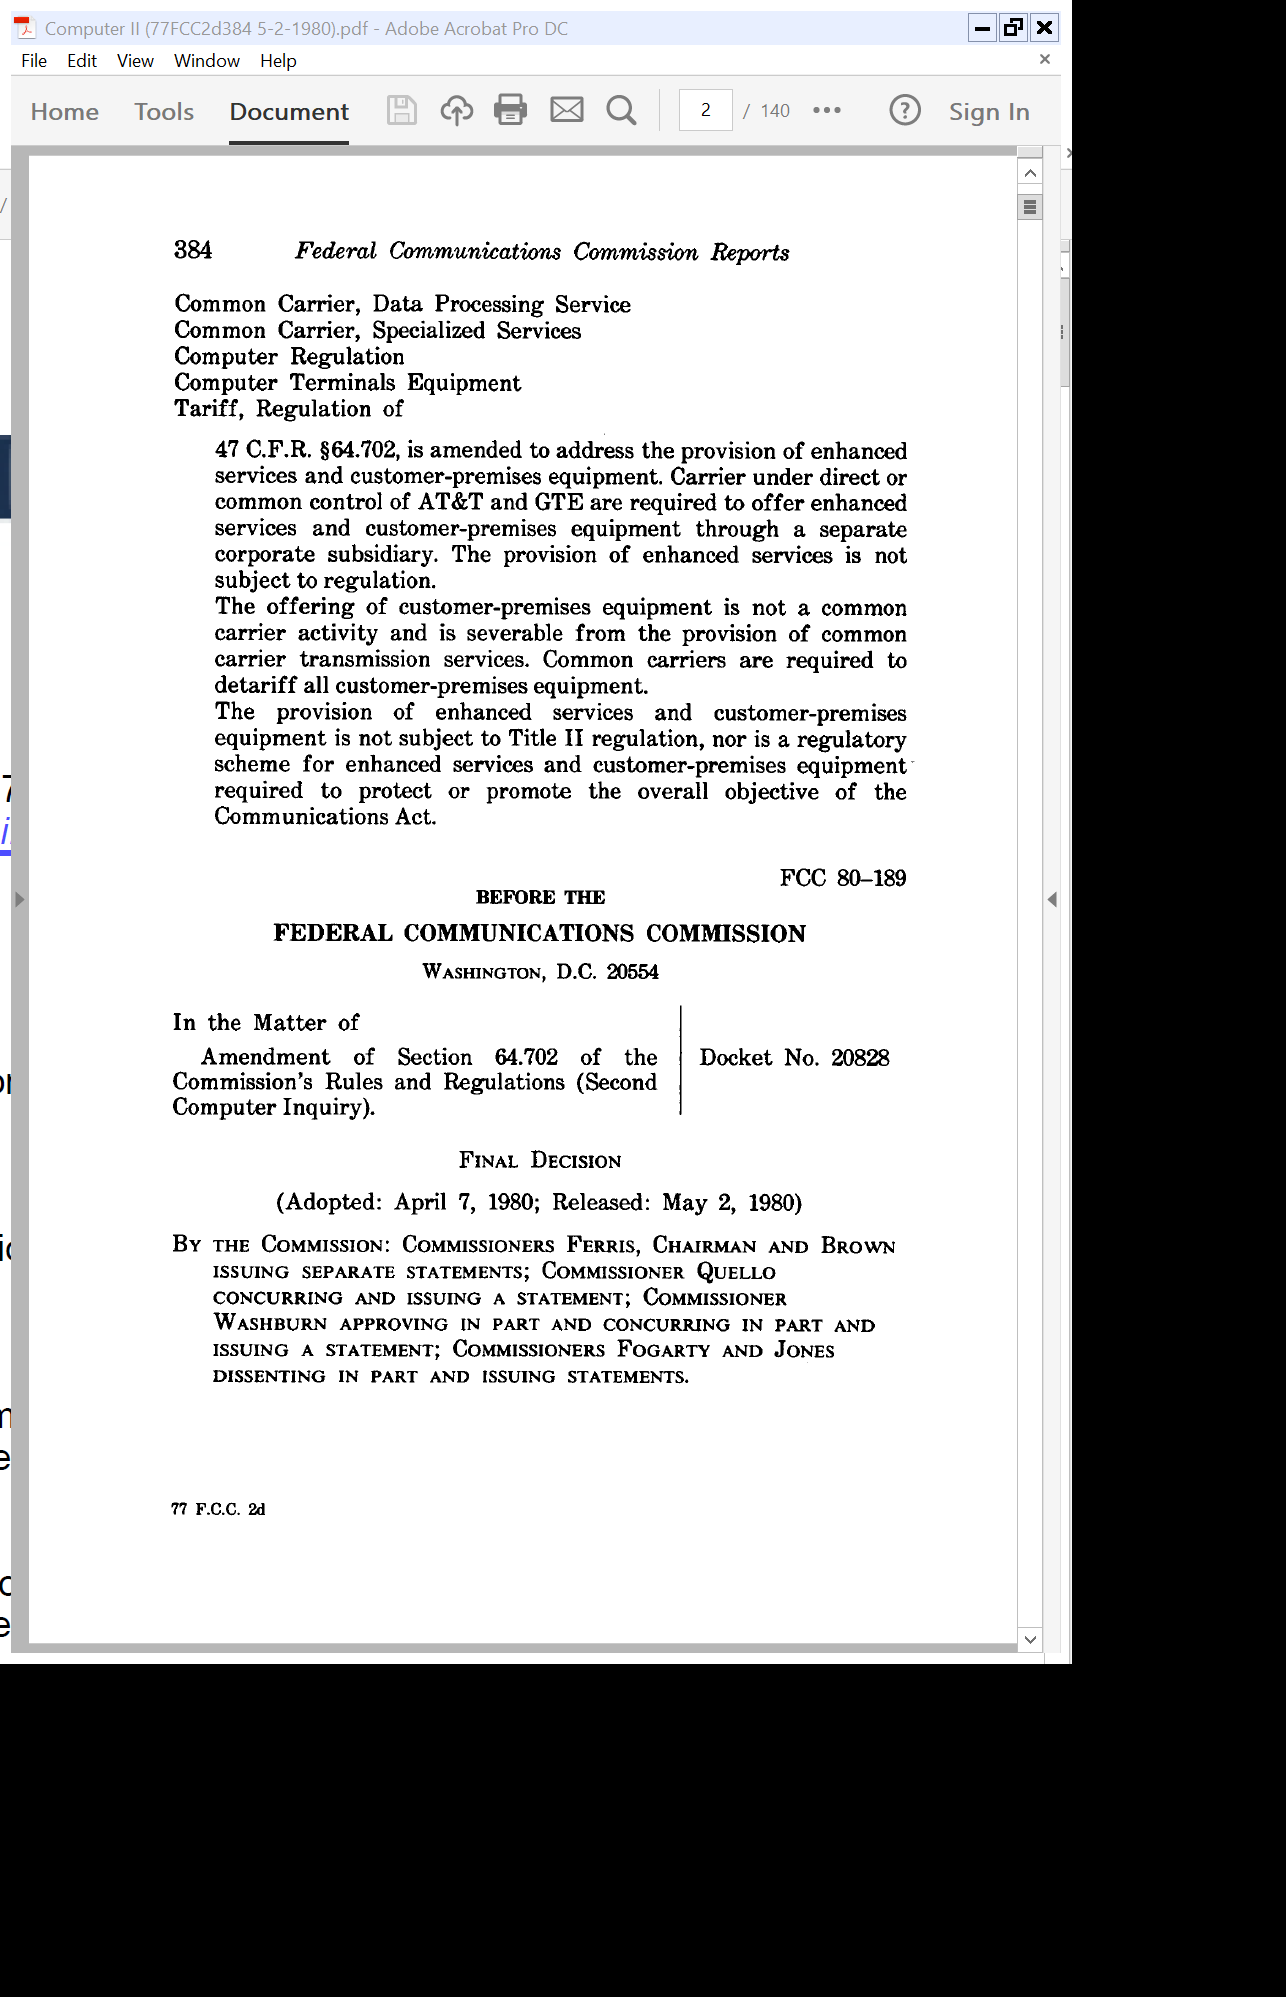 Computer II (77FCC2d384 5-2-1980).pdf - Adobe Acrobat Pro DC
File Edit View Window Help
Home Tools Document 2 / 140 ••• ? Sign In
384 Federal Communications Commission Reports
Common Carrier, Data Processing Service
Common Carrier, Specialized Services
Computer Regulation
Computer Terminals Equipment
Tariff, Regulation of
47 C.F.R. §64.702, is amended to address the provision of enhanced
services and customer-premises equipment. Carrier under direct or
common control of AT&T and GTE are required to offer enhanced
services and customer-premises equipment through a separate
corporate subsidiary. The provision of enhanced services is not
subject to regulation.
The offering of customer-premises equipment is not a common
carrier activity and is severable from the provision of common
carrier transmission services. Common carriers are required to
detariff all customer-premises equipment.
The provision of enhanced services and customer-premises
equipment is not subject to Title II regulation, nor is a regulatory
scheme for enhanced services and customer-premises equipment
required to protect or promote the overall objective of the
Communications Act.
FCC 80–189
BEFORE THE
FEDERAL COMMUNICATIONS COMMISSION
WASHINGTON, D.C. 20554
In the Matter of
Amendment of Section 64.702 of the
Commission's Rules and Regulations (Second
Computer Inquiry).
Docket No. 20828
FINAL DECISION
(Adopted: April 7, 1980; Released: May 2, 1980)
BY THE COMMISSION: COMMISSIONERS FERRIS, CHAIRMAN AND BROWN
ISSUING SEPARATE STATEMENTS; COMMISSIONER QUELLO
CONCURRING AND ISSUING A STATEMENT; COMMISSIONER
WASHBURN APPROVING IN PART AND CONCURRING IN PART AND
ISSUING A STATEMENT; COMMISSIONERS FOGARTY AND JONES
DISSENTING IN PART AND ISSUING STATEMENTS.
77 F.C.C. 2d